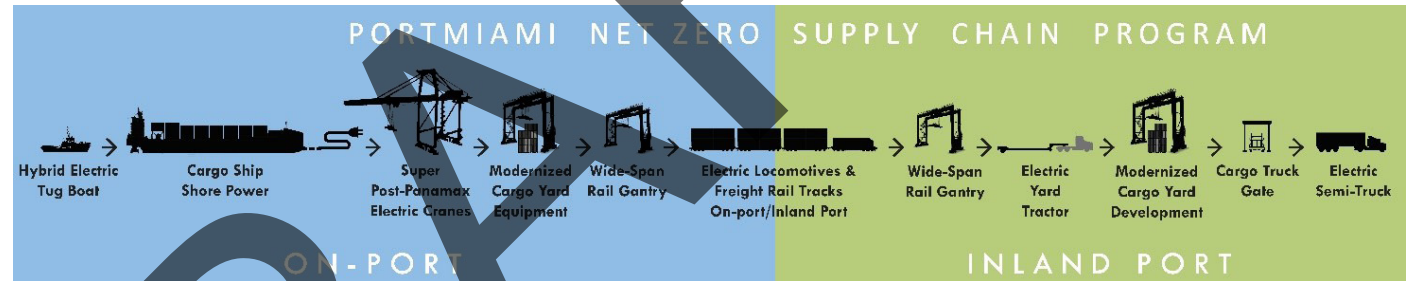 PORTMIAMI NET ZERO SUPPLY CHAIN PROGRAM
Hybrid Electric
Tug Boat
Cargo Ship
Shore Power
Super
Post-Panamax
Electric Cranes
Modernized
Cargo Yard
Equipment
Wide-Span
Rail Gantry
Electric Locomotives &
Freight Rail Tracks
On-port/Inland Port
Wide-Span
Rail Gantry
Electric
Yard
Tractor
Modernized
Cargo Yard
Development
Cargo Truck
Gate
Electric
Semi-Truck
ON-PORT
INLAND PORT